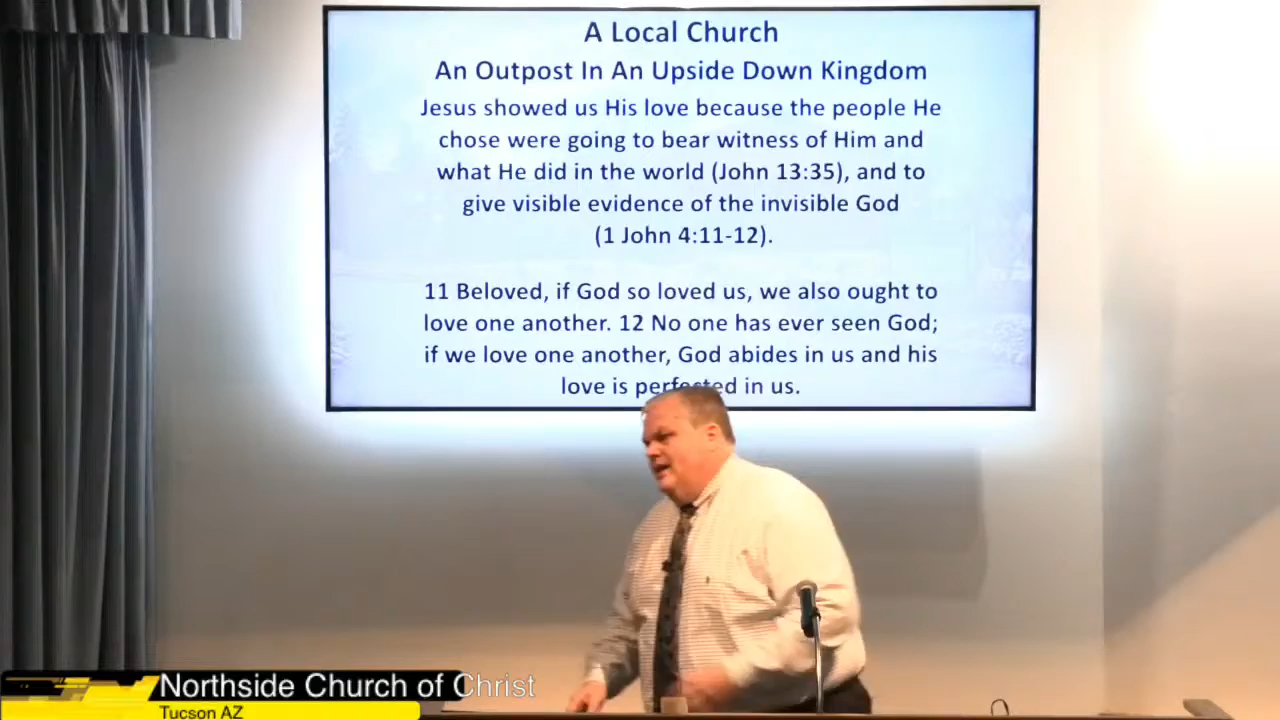 A Local Church
An Outpost In An Upside Down Kingdom
Jesus showed us His love because the people He
chose were going to bear witness of Him and
what He did in the world (John 13:35), and to
give visible evidence of the invisible God
(1 John 4:11-12).
11 Beloved, if God so loved us, we also ought to
love one another. 12 No one has ever seen God;
if we love one another, God abides in us and his
love is perfected in us.
Northside Church of Christ
Tucson AZ